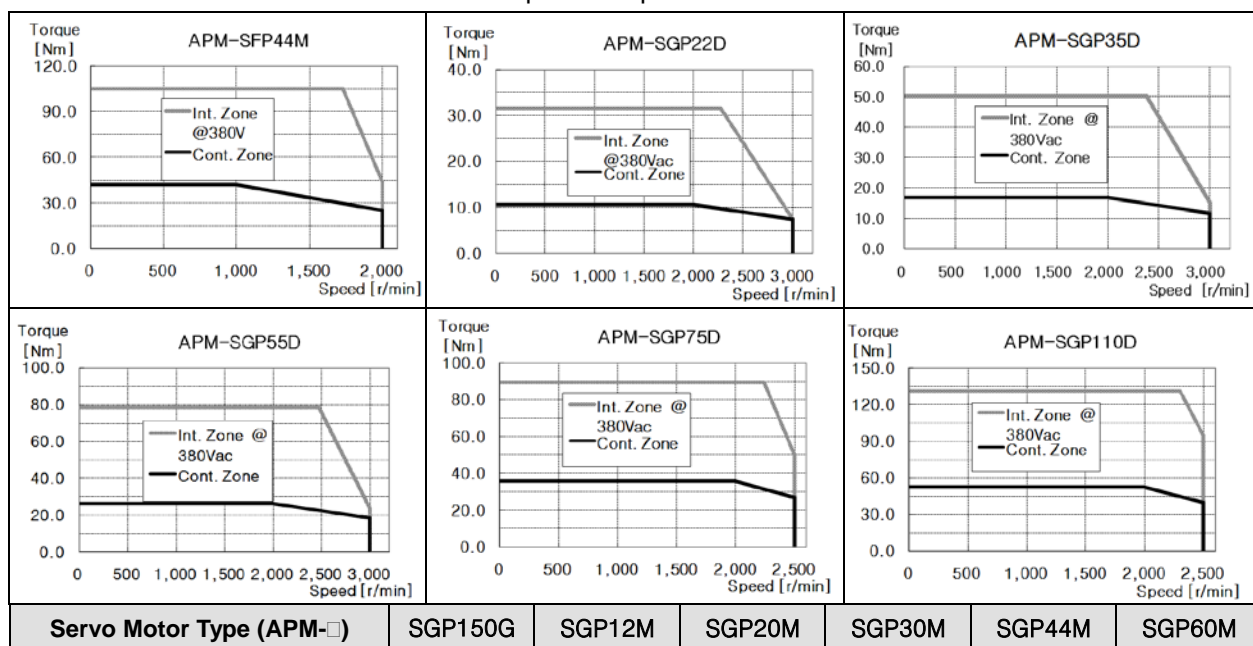 Torque
[Nm]
APM-SFP44M
120.0
90.0
60.0
30.0
0.0
Int. Zone
@380V
Cont. Zone
0 500 1,000 1,500 2,000
Speed [r/min]
Torque
[Nm]
APM-SGP22D
40.0
30.0
20.0
10.0
0.0
Int. Zone
@380Vac
Cont. Zone
0 500 1,000 1,500 2,000 2,500 3,000
Speed [r/min]
Torque
[Nm]
APM-SGP35D
60.0
50.0
40.0
30.0
20.0
10.0
0.0
Int. Zone @
380Vac
Cont. Zone
0 500 1,000 1,500 2,000 2,500 3,000
Speed [r/min]
Torque
[Nm]
APM-SGP55D
100.0
80.0
60.0
40.0
20.0
0.0
Int. Zone @
380Vac
Cont. Zone
0 500 1,000 1,500 2,000 2,500 3,000
Speed [r/min]
Torque
[Nm]
APM-SGP75D
100.0
80.0
60.0
40.0
20.0
0.0
Int. Zone @
380Vac
Cont. Zone
0 500 1,000 1,500 2,000 2,500
Speed [r/min]
Torque
[Nm]
APM-SGP110D
150.0
120.0
90.0
60.0
30.0
0.0
Int. Zone @
380Vac
Cont. Zone
0 500 1,000 1,500 2,000 2,500
Speed [r/min]
Servo Motor Type (APM-□) SGP150G SGP12M SGP20M SGP30M SGP44M SGP60M